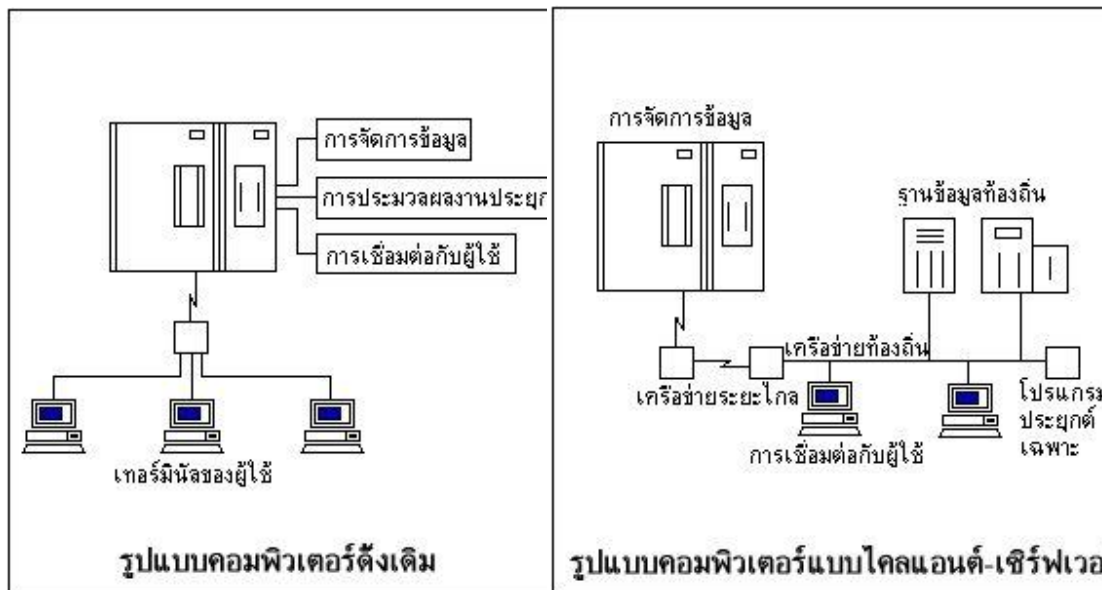 การจัดการข้อมูล
การประมวลผลงานประยุก
การเชื่อมต่อกับผู้ใช้
เทอร์มินัลของผู้ใช้
รูปแบบคอมพิวเตอร์ดั้งเดิม
การจัดการข้อมูล
ฐานข้อมูลท้องถิ่น
เครือข่ายท้องถิ่น
เครือข่ายระยะไกล
การเชื่อมต่อกับผู้ใช้
โปรแกรม
ประยุกต์
เฉพาะ
รูปแบบคอมพิวเตอร์แบบไคลแอนต์-เซิร์ฟเวอ